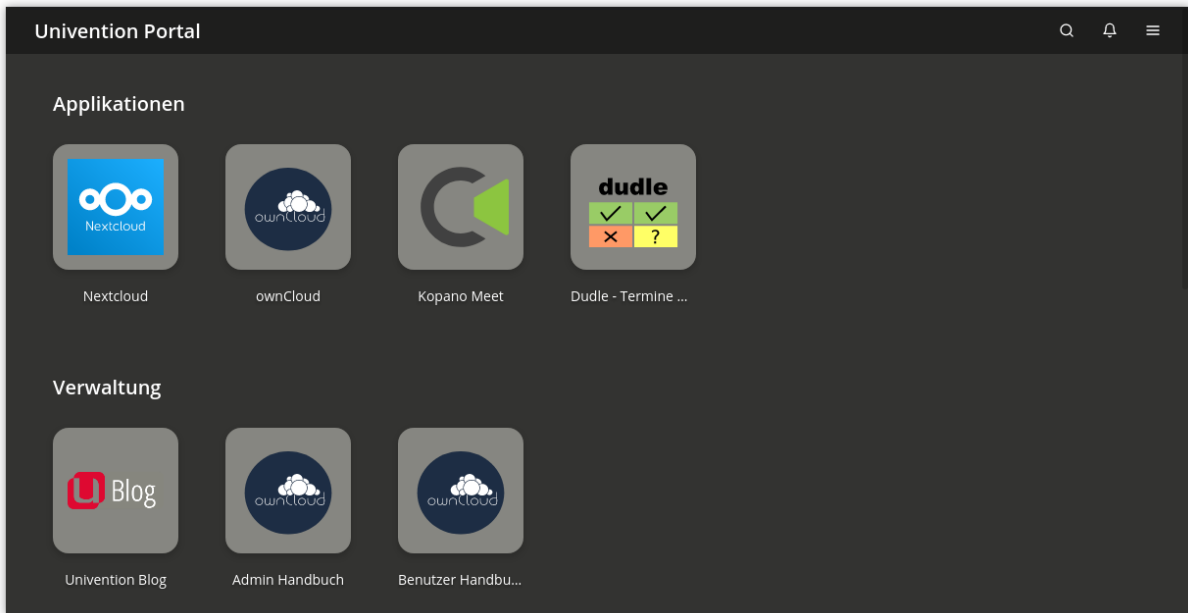 Univention Portal
Applikationen
Nextcloud
ownCloud
dudle
?
Nextcloud
ownCloud
Kopano Meet
Dudle - Termine ...
Verwaltung
U Blog
ownCloud
ownCloud
Univention Blog
Admin Handbuch
Benutzer Handbu...